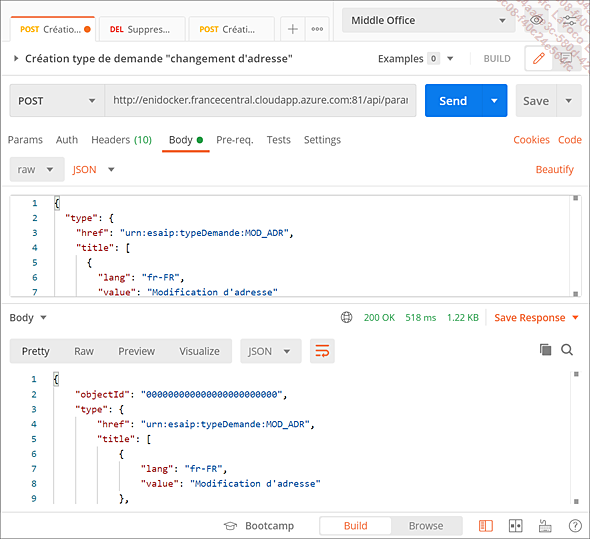 POST Créatio... DEL Suppres... POST Créatio... + ooo Middle Office
Création type de demande "changement d'adresse" Examples 0 BUILD
POST http://enidocker.francecentral.cloudapp.azure.com:81/api/paran Send Save
Params Auth Headers (10) Body Pre-req. Tests Settings Cookies Code
raw JSON Beautify
1 {
2 "type": {
3 "href": "urn:esaip:typeDemande:MOD_ADR",
4 "title": [
5 {
6 "lang": "fr-FR",
7 "value": "Modification d'adresse"
Body 200 OK 518 ms 1.22 KB Save Response
Pretty Raw Preview Visualize JSON
1 {
2 "objectId": "000000000000000000000000",
3 "type": {
4 "href": "urn:esaip:typeDemande:MOD_ADR",
5 "title": [
6 {
7 "lang": "fr-FR",
8 "value": "Modification d'adresse"
9 },
Bootcamp Build Browse